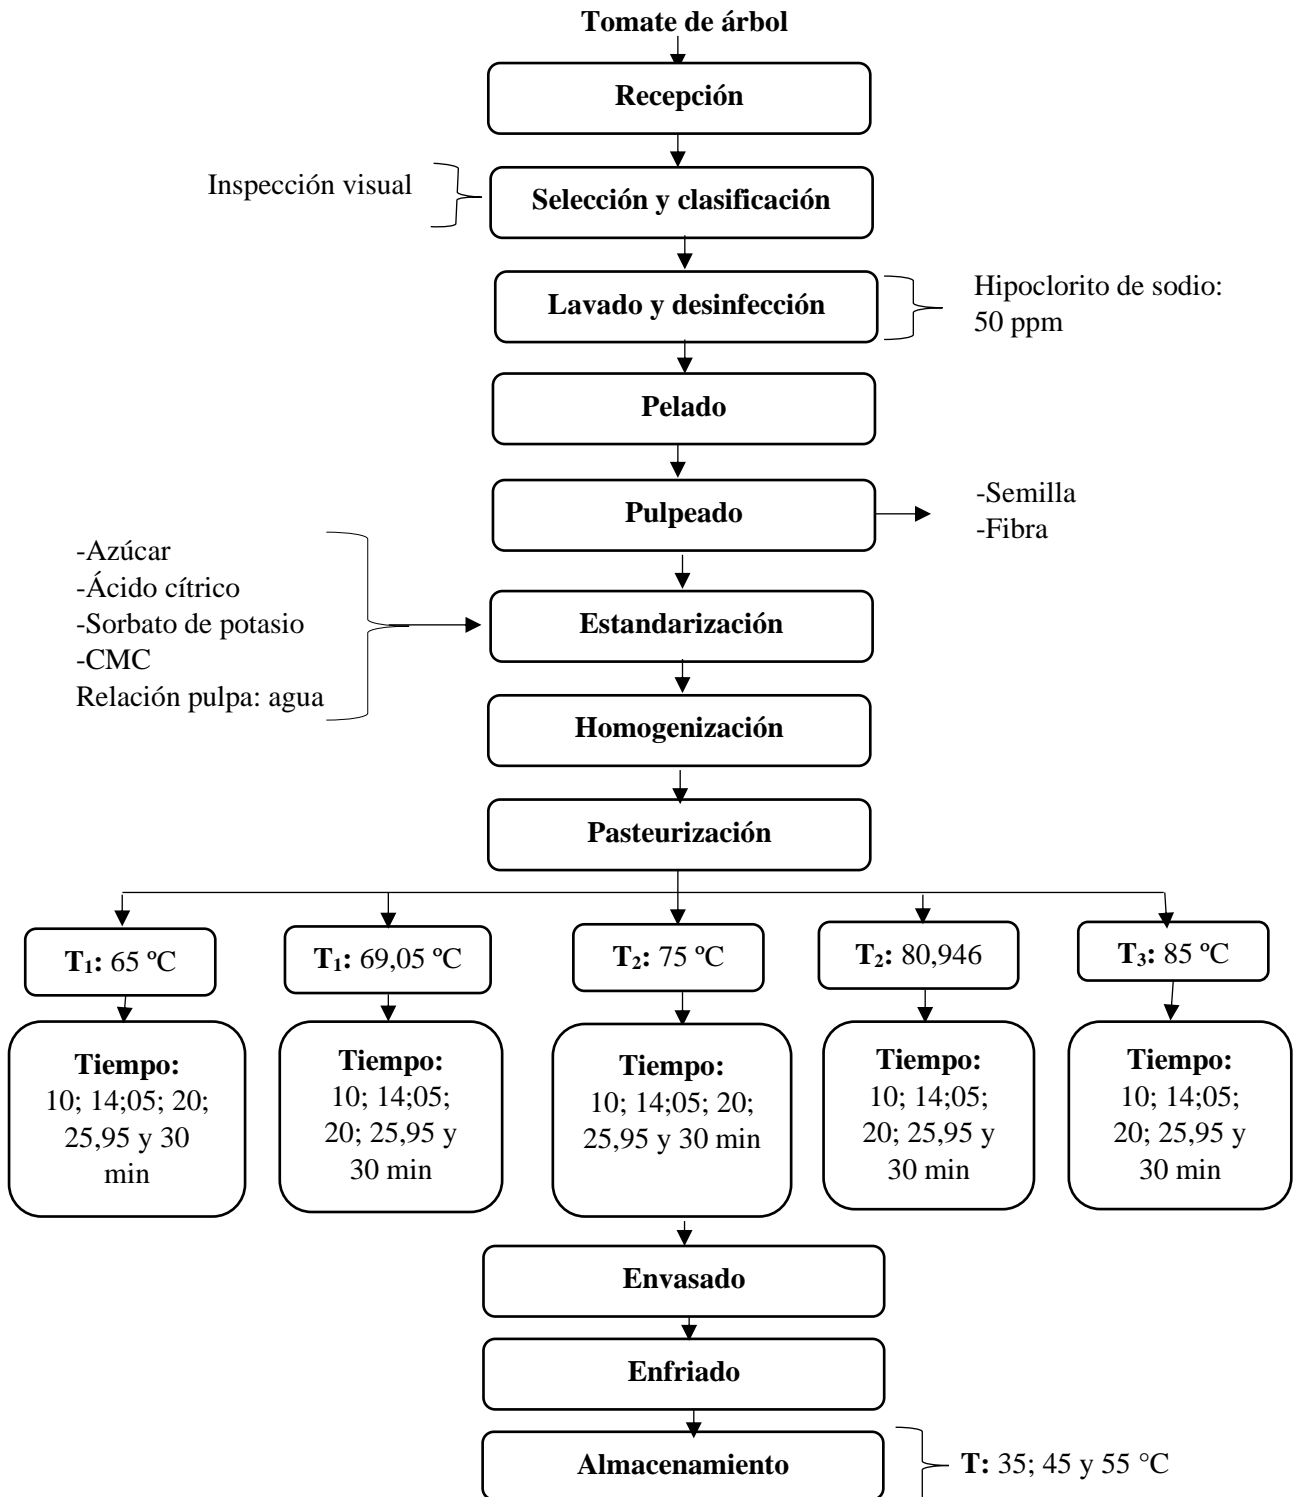 Tomate de árbol
Recepción
Inspección visual
Selección y clasificación
Lavado y desinfección
Hipoclorito de sodio:
50 ppm
Pelado
Pulpeado
-Semilla
-Fibra
-Azúcar
-Ácido cítrico
-Sorbato de potasio
-CMC
Relación pulpa: agua
Estandarización
Homogenización
Pasteurización
T₁: 65 ºC
T₁: 69,05 ºC
T₂: 75 ºC
T₂: 80,946
T₃: 85 ºC
Tiempo:
10; 14;05; 20;
25,95 y 30
min
Tiempo:
10; 14;05;
20; 25,95 y
30 min
Tiempo:
10; 14;05; 20;
25,95 y 30 min
Tiempo:
10; 14;05;
20; 25,95 y
30 min
Tiempo:
10; 14;05;
20; 25,95 y
30 min
Envasado
Enfriado
Almacenamiento
T: 35; 45 y 55 °C